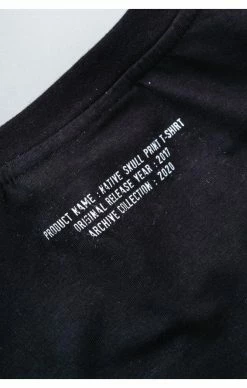 PRODUCT NAME : NATIVE SKULL PRINT T-SHIRT
ORIGINAL RELEASE YEAR : 2017
ARCHIVE COLLECTION : 2020